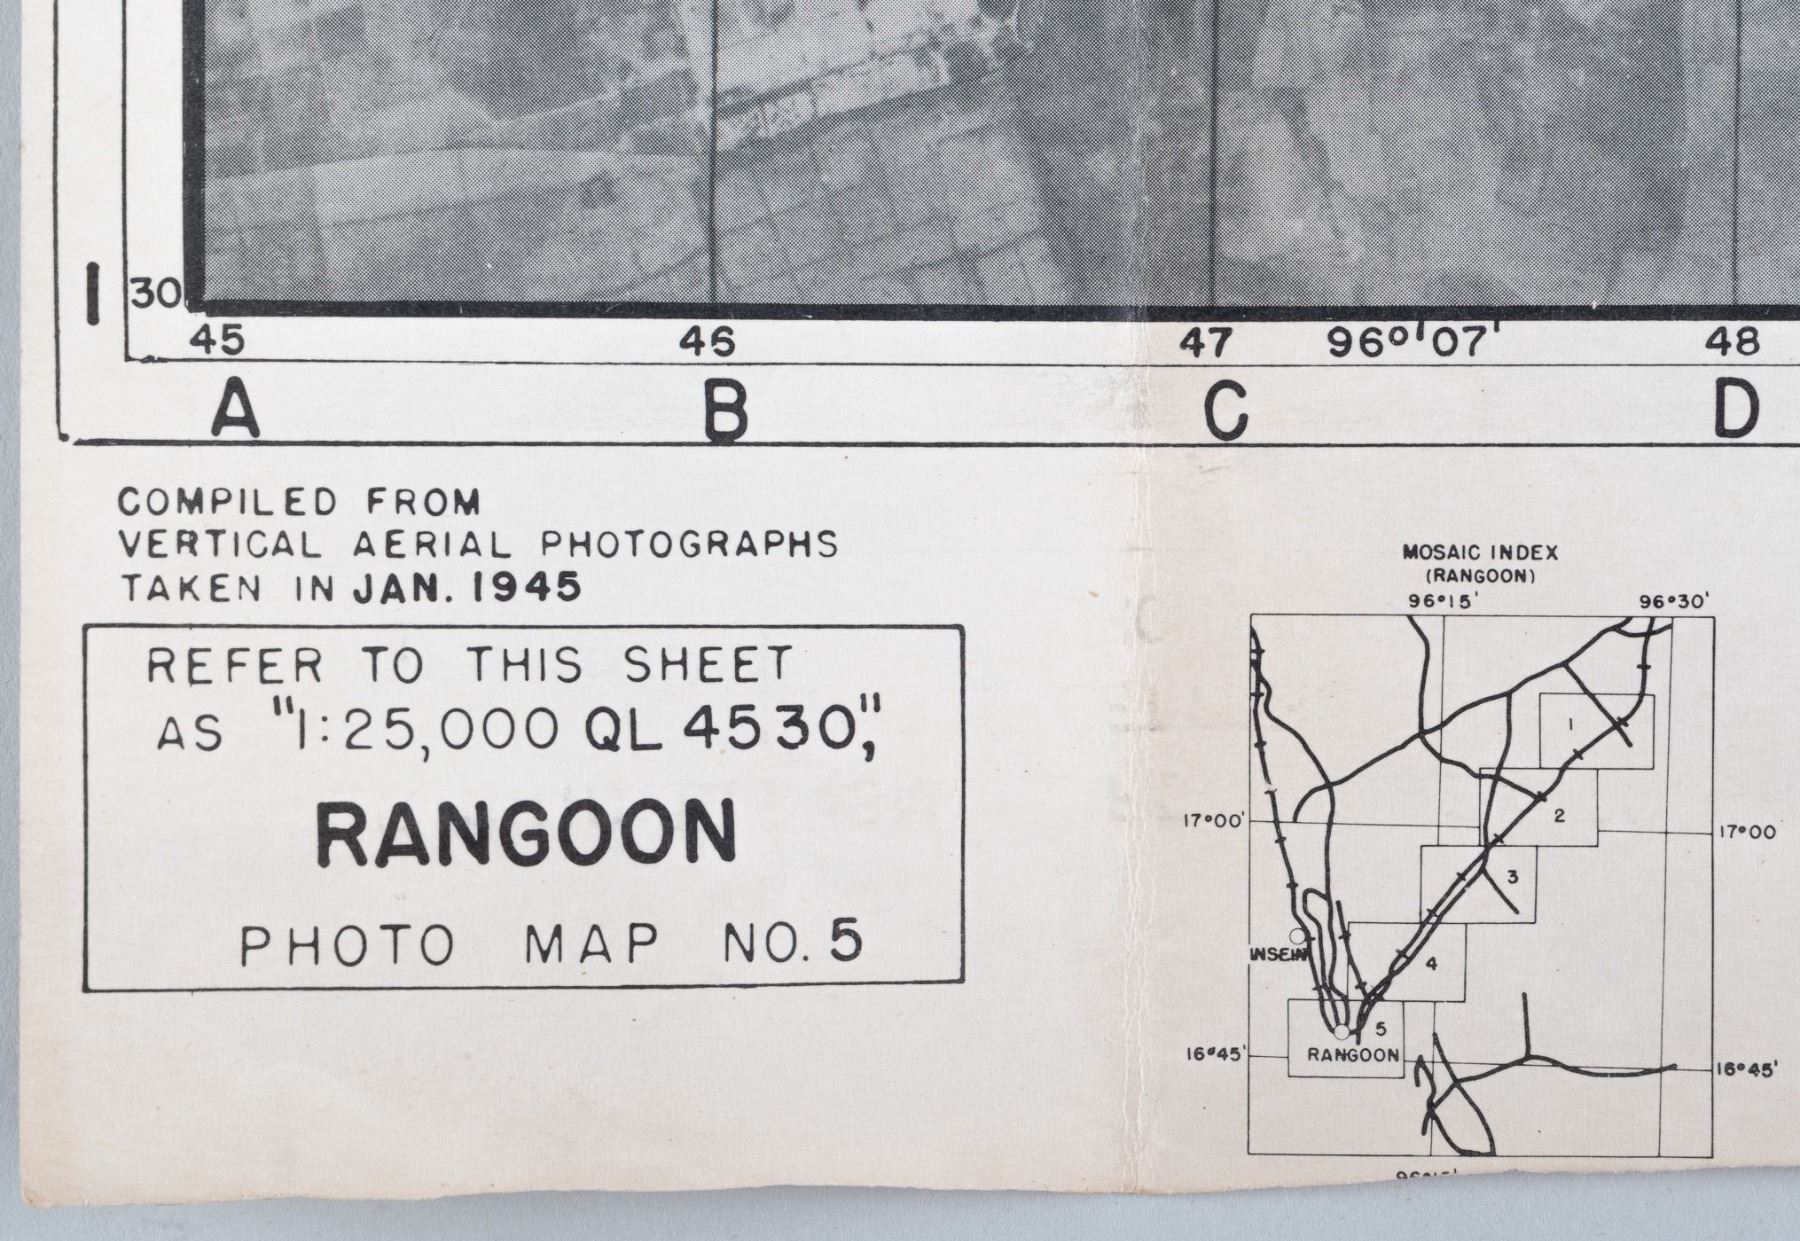 I
30
45 46 47 96°07' 48
A B C D
COMPILED FROM
VERTICAL AERIAL PHOTOGRAPHS
TAKEN IN JAN. 1945
REFER TO THIS SHEET
AS "1:25,000 QL 4530,"
RANGOON
PHOTO MAP NO. 5
MOSAIC INDEX
(RANGOON)
96°15' 96°30'
1
2
17°00' 17°00
3
INSEIN
4
5
RANGOON
16°45' 16°45'